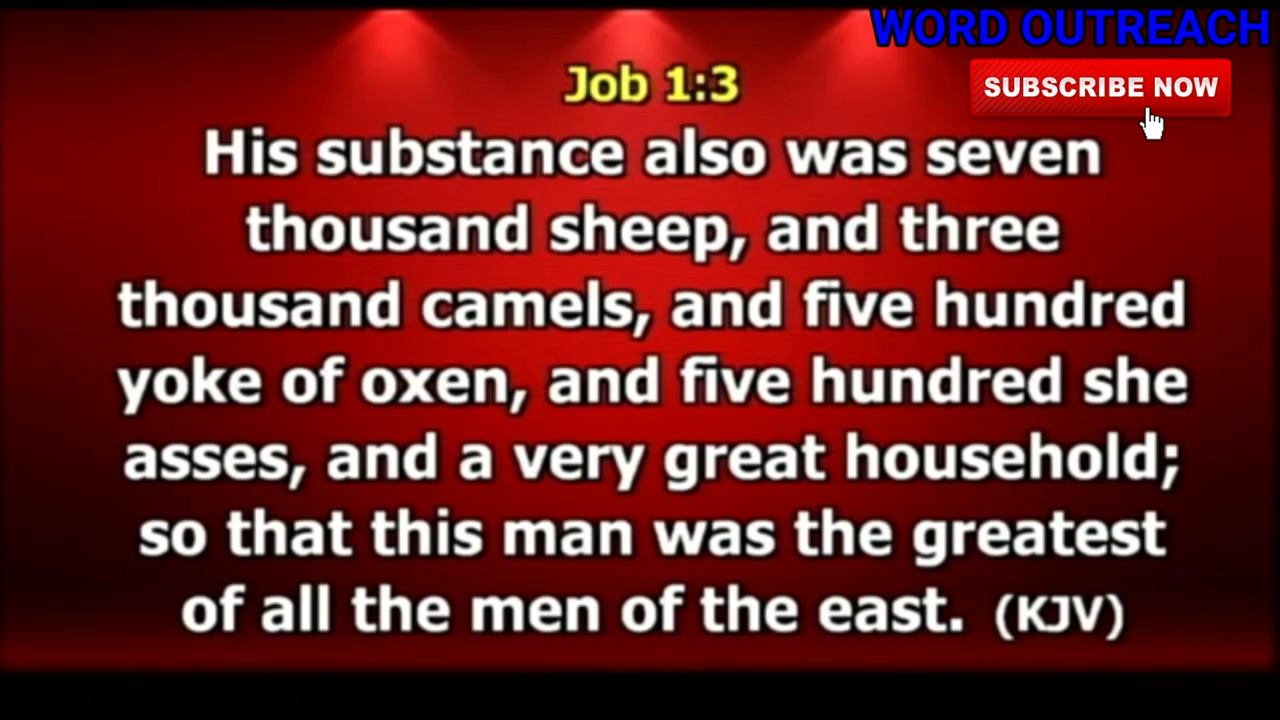 WORD OUTREACH
SUBSCRIBE NOW
Job 1:3
His substance also was seven
thousand sheep, and three
thousand camels, and five hundred
yoke of oxen, and five hundred she
asses, and a very great household;
so that this man was the greatest
of all the men of the east. (KJV)